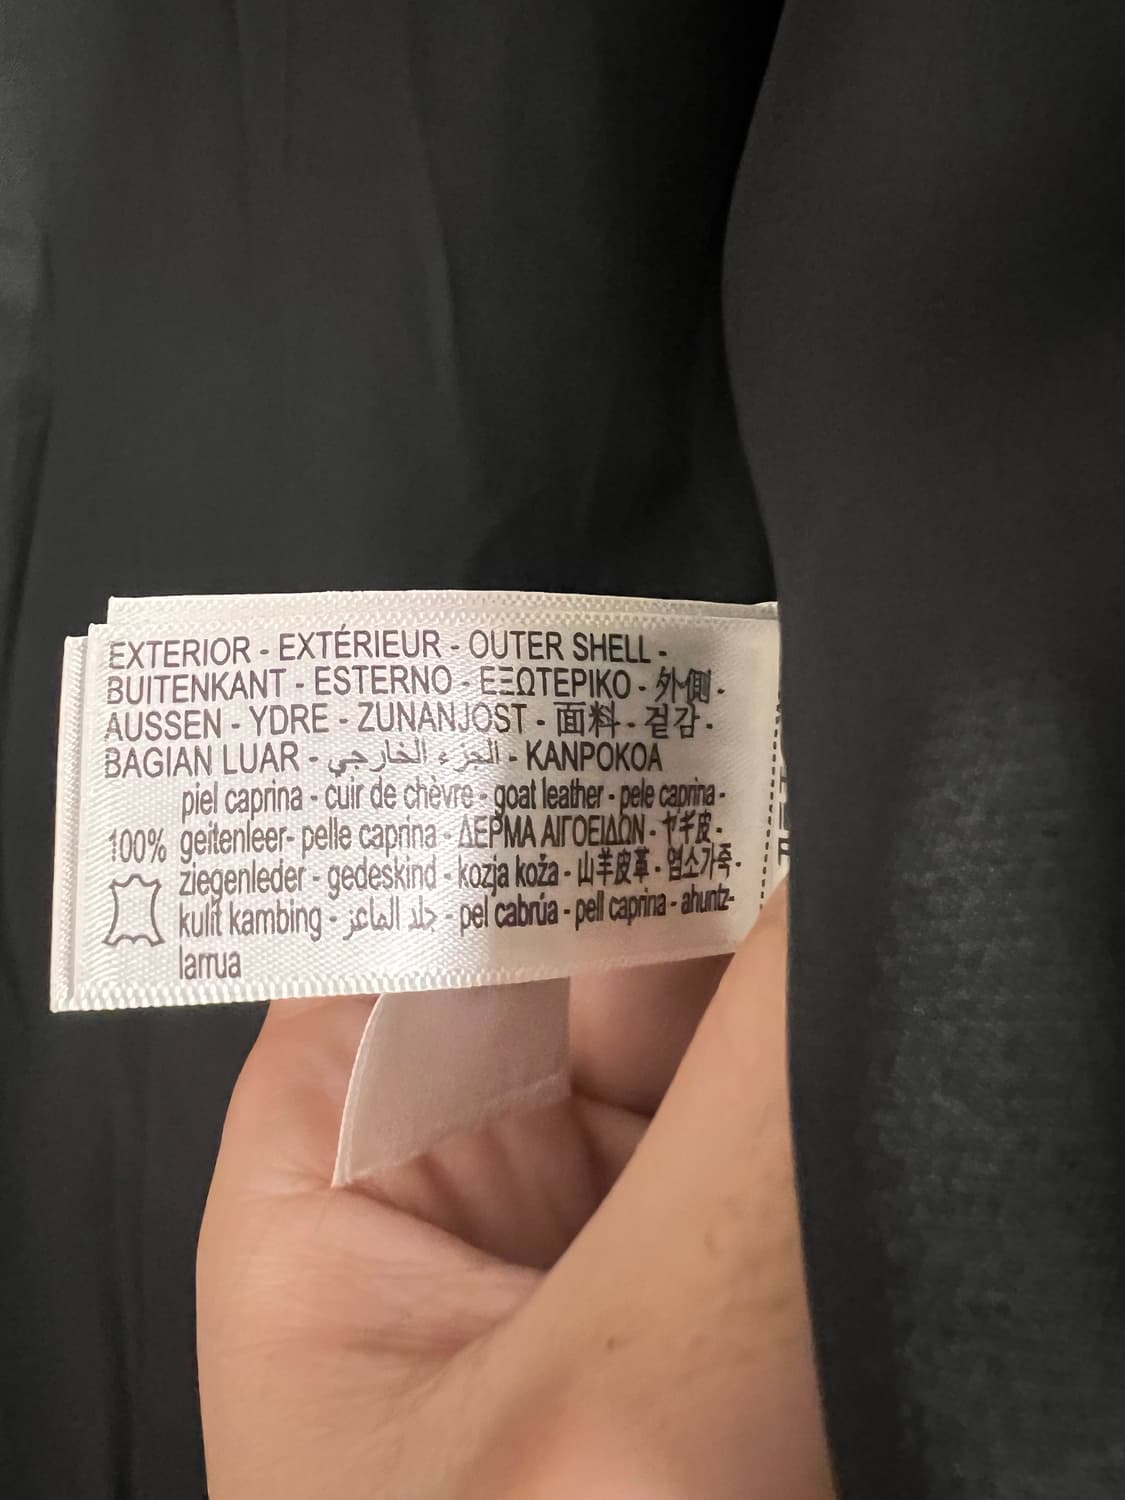 EXTERIOR - EXTÉRIEUR - OUTER SHELL -
BUITENKANT - ESTERNO - ΕΞΩΤΕΡΙΚΟ - 外側 -
AUSSEN - YDRE - ZUNANJOST - 面料 - 겉감 -
BAGIAN LUAR - الجزء الخارجي - KANPOKOA
piel caprina - cuir de chèvre - goat leather - pele caprina -
100% geitenleer- pelle caprina - ΔΕΡΜΑ ΑΙΓΟΕΙΔΩΝ - ヤギ皮 -
ziegenleder - gedeskind - kozja koža - 山羊皮革 - 염소가죽 -
kulit kambing - جلد الماعز - pel cabrúa - pell caprina - ahuntz-
larrua